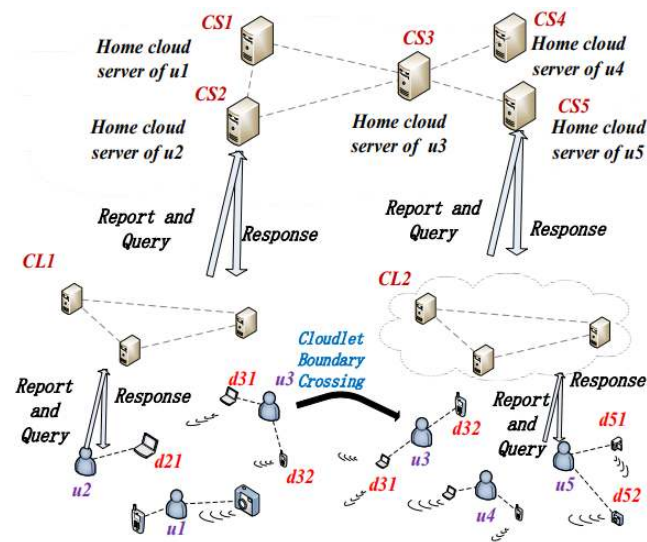 CS1
CS4
CS3
Home cloud
server of u1
Home cloud
server of u4
CS2
CS5
Home cloud
server of u2
Home cloud
server of u3
Home cloud
server of u5
Report and
Query
Response
Report and
Query
Response
CL1
CL2
Cloudlet
Boundary
Crossing
Report
and
Query
Response
d31
u3
d32
d21
u2
u1
d32
u3
d31
u4
Report
and
Query
Response
d51
u5
d52